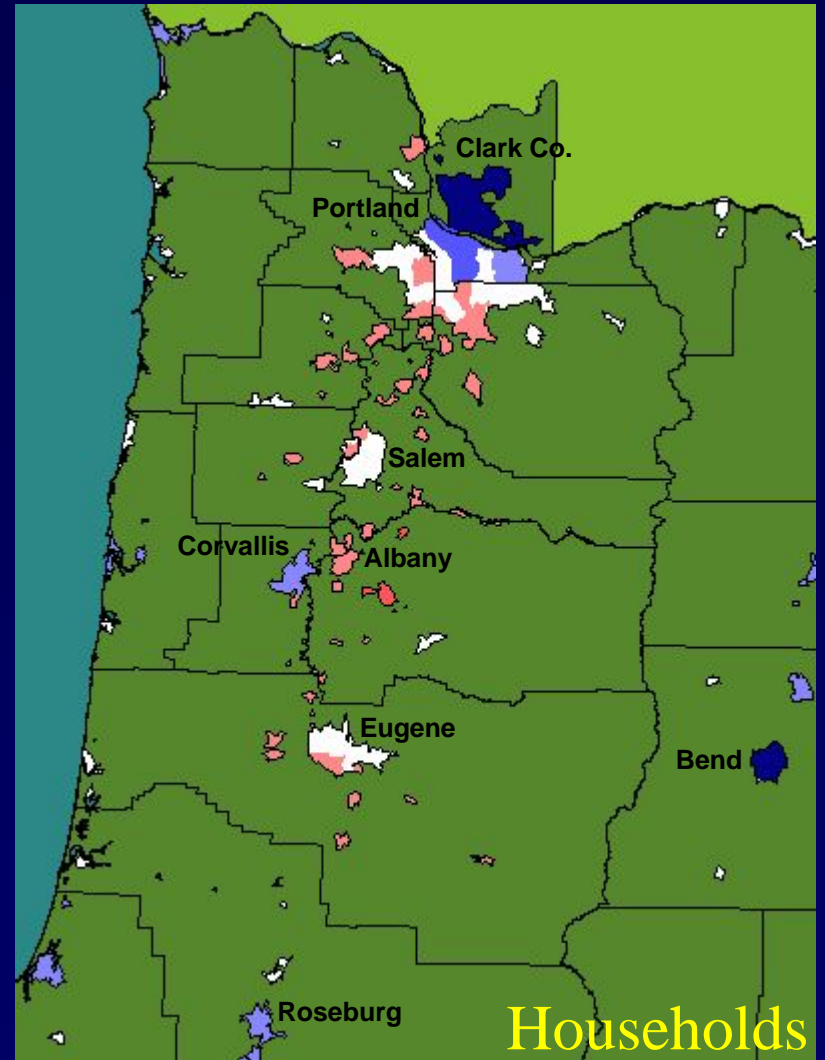 Clark Co.
Portland
Salem
Corvallis
Albany
Eugene
Bend
Roseburg
Households